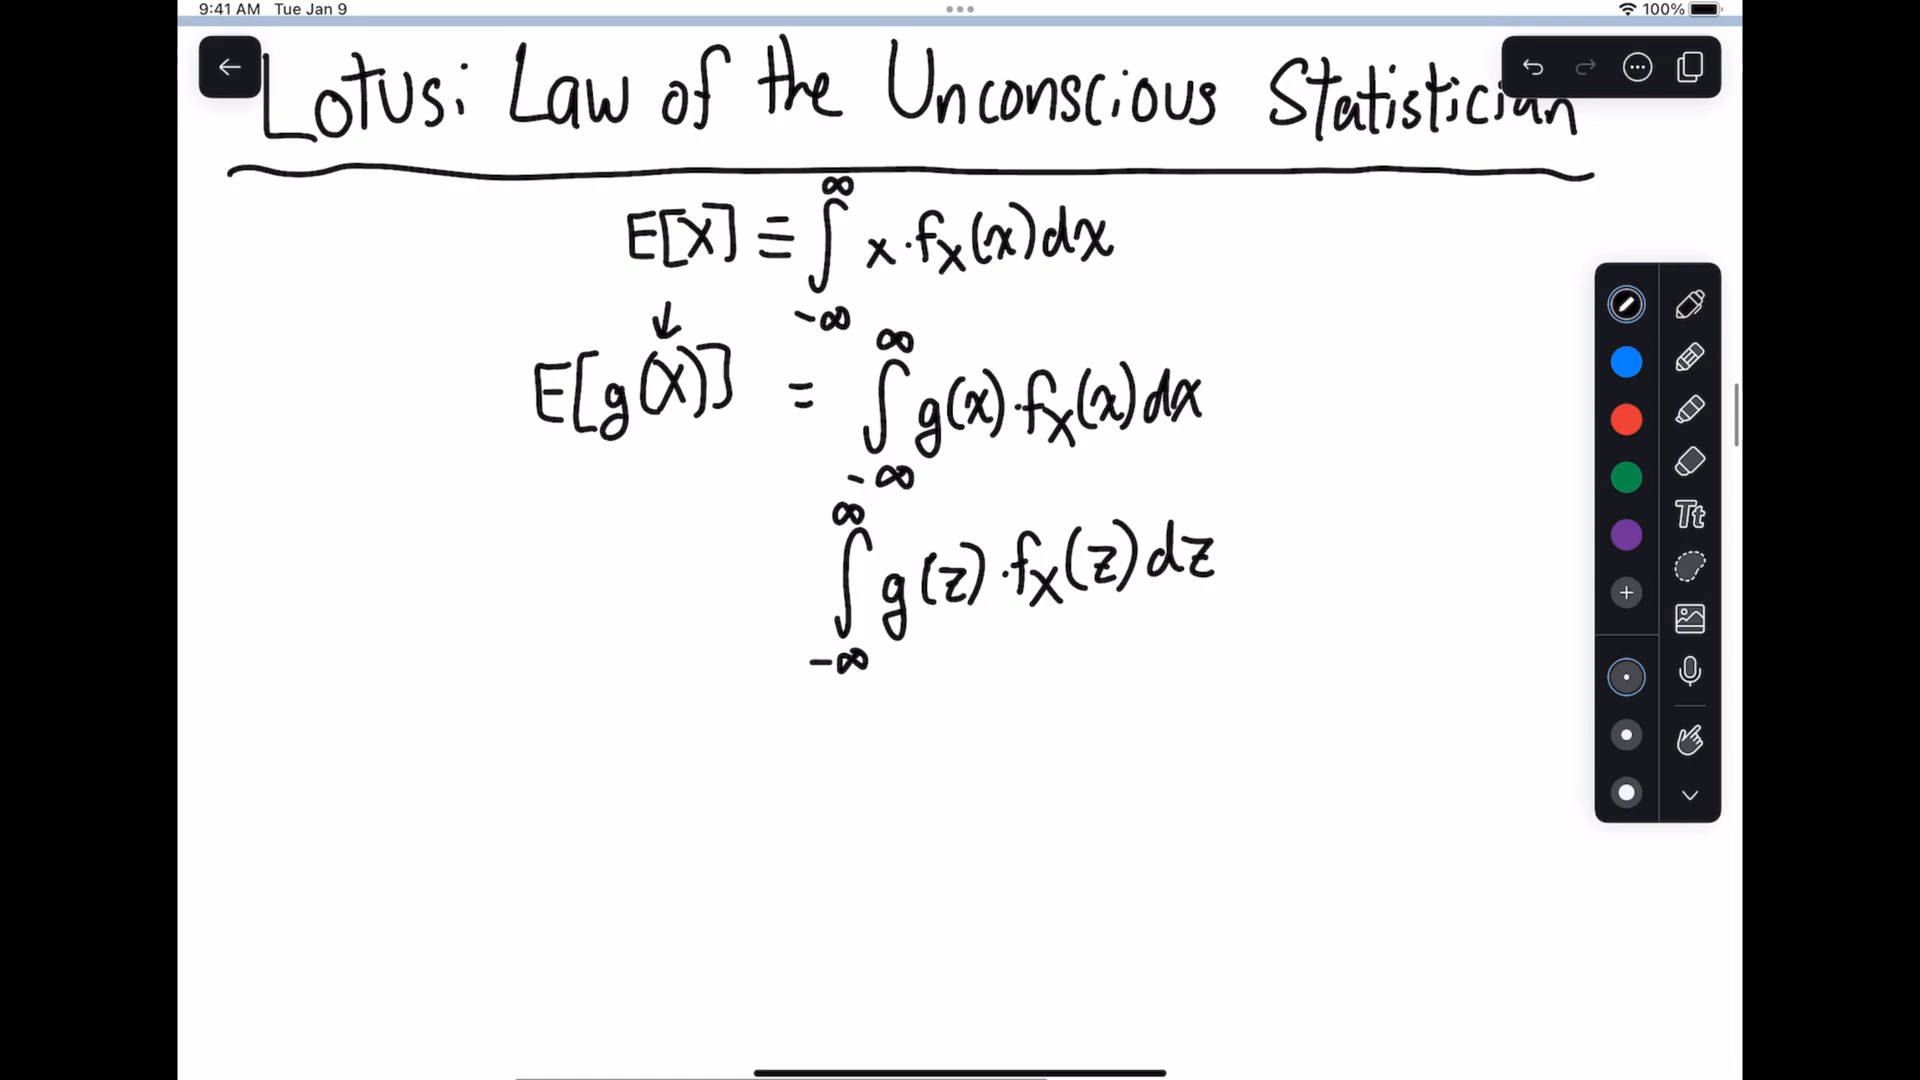 9:41 AM Tue Jan 9 100%
Lotus: Law of the Unconscious Statistician
E[X] ≡ ∫_{-∞}^{∞} x · f_X(x) dx
↓
E[g(X)] = ∫_{-∞}^{∞} g(x) · f_X(x) dx
∫_{-∞}^{∞} g(z) · f_X(z) dz
Tt